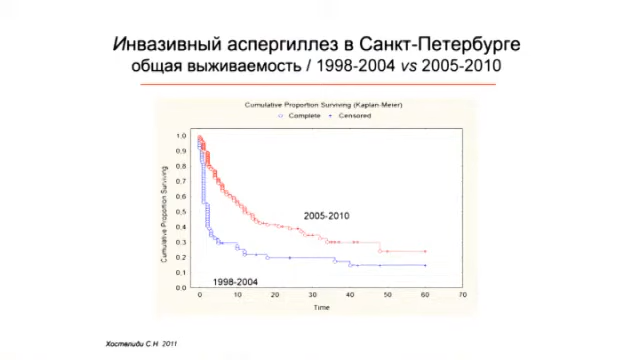 Инвазивный аспергиллез в Санкт-Петербурге
общая выживаемость / 1998-2004 vs 2005-2010
Cumulative Proportion Surviving (Kaplan-Meier)
Complete Censored
Cumulative Proportion Surviving
1,0
0,9
0,8
0,7
0,6
0,5
0,4
0,3
0,2
0,1
0,0
2005-2010
1998-2004
0 10 20 30 40 50 60 70
Time
Хостелиди С.Н 2011